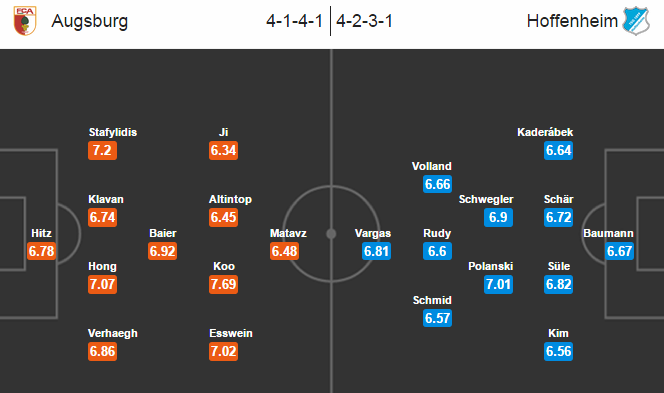 Augsburg 4-1-4-1 4-2-3-1 Hoffenheim
FCA
Stafylidis
7.2
Ji
6.34
Klavan
6.74
Altintop
6.45
Hitz
6.78
Baier
6.92
Matavz
6.48
Hong
7.07
Koo
7.69
Verhaegh
6.86
Esswein
7.02
Kaderábek
6.64
Volland
6.66
Schwegler
6.9
Schär
6.72
Vargas
6.81
Rudy
6.6
Baumann
6.67
Polanski
7.01
Süle
6.82
Schmid
6.57
Kim
6.56